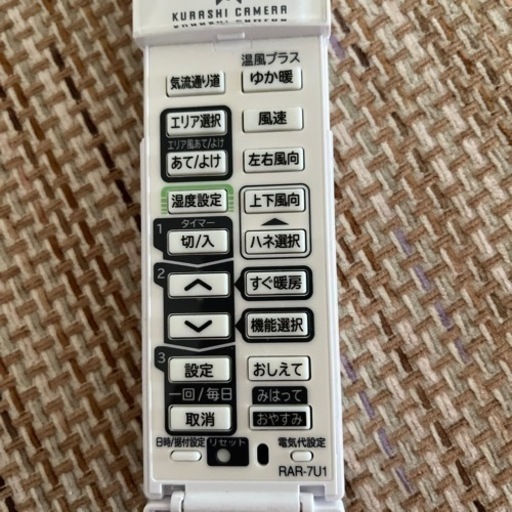 KURASHI CAMERA
温風プラス
気流通り道 ゆか暖
エリア選択 風速
エリア風あて/よけ
あて/よけ 左右風向
湿度設定 上下風向
1 タイマー
切/入 ハネ選択
2 すぐ暖房
機能選択
3 設定 おしえて
一回/毎日 みはって
取消 おやすみ
日時/据付設定 リセット 電気代設定
RAR-7U1